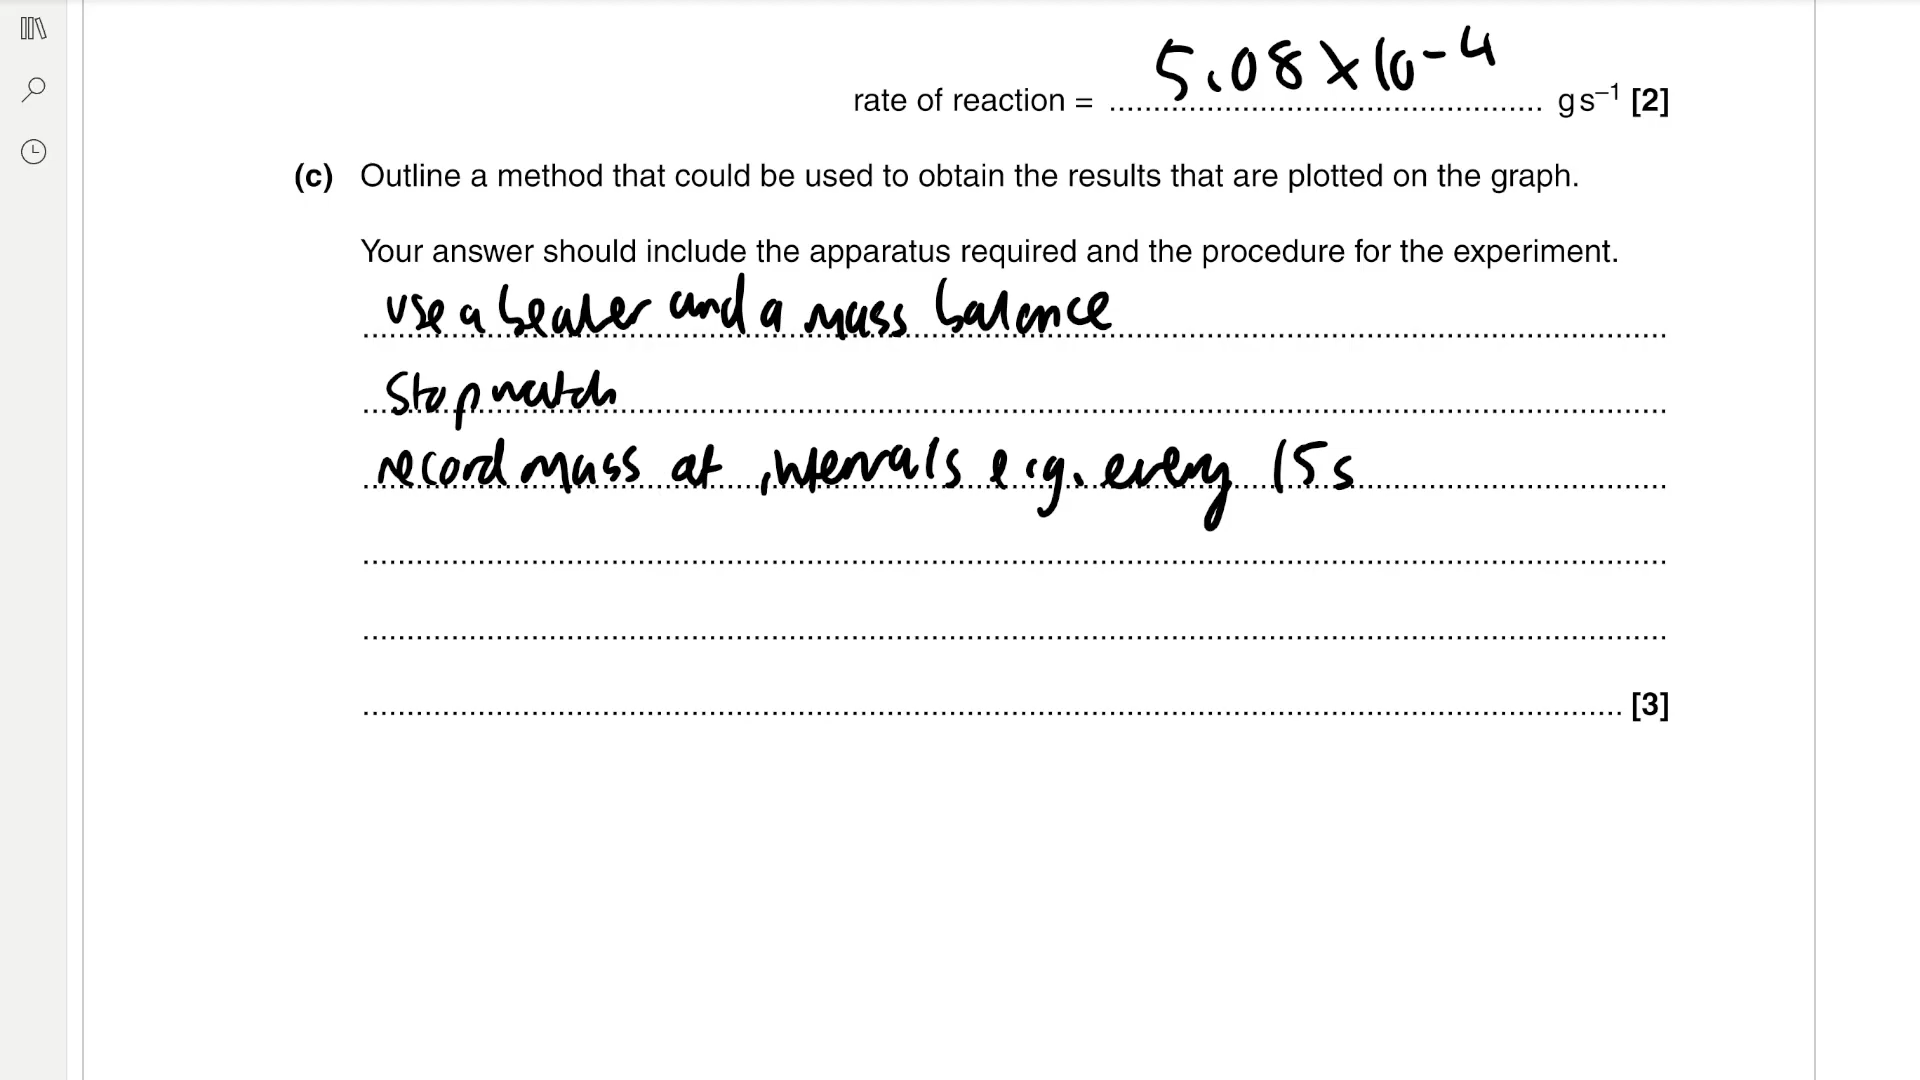 5.08 × 10-4
rate of reaction = ........ g s⁻¹ [2]
(c) Outline a method that could be used to obtain the results that are plotted on the graph.
Your answer should include the apparatus required and the procedure for the experiment.
use a beaker and a mass balance
Stopwatch
record mass at intervals e.g. every 15s
[3]